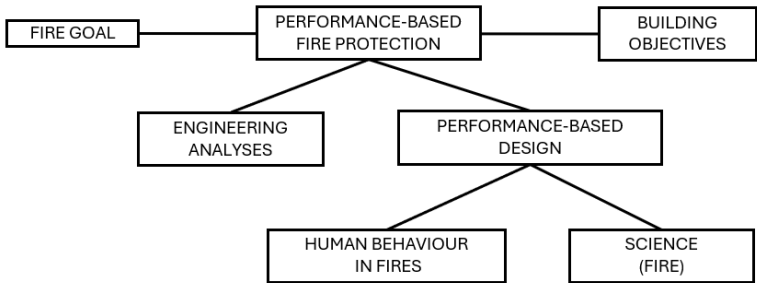 FIRE GOAL
PERFORMANCE-BASED
FIRE PROTECTION
BUILDING
OBJECTIVES
ENGINEERING
ANALYSES
PERFORMANCE-BASED
DESIGN
HUMAN BEHAVIOUR
IN FIRES
SCIENCE
(FIRE)